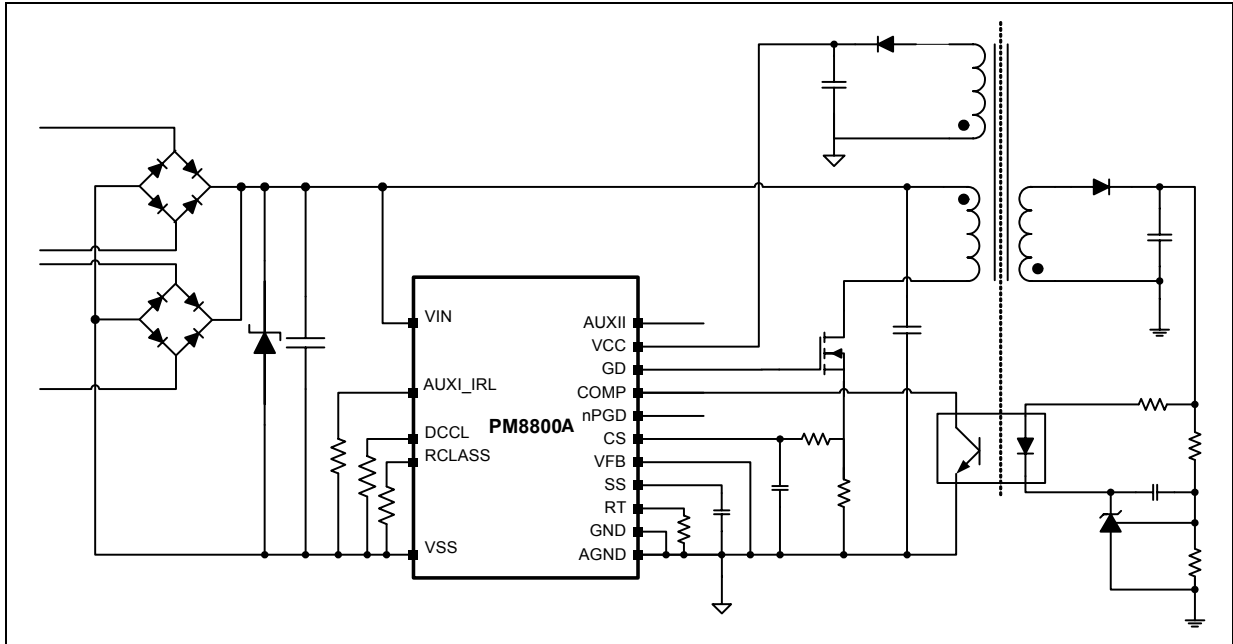 VIN
AUXI_IRL
DCCL
RCLASS
VSS
PM8800A
AUXII
VCC
GD
COMP
nPGD
CS
VFB
SS
RT
GND
AGND